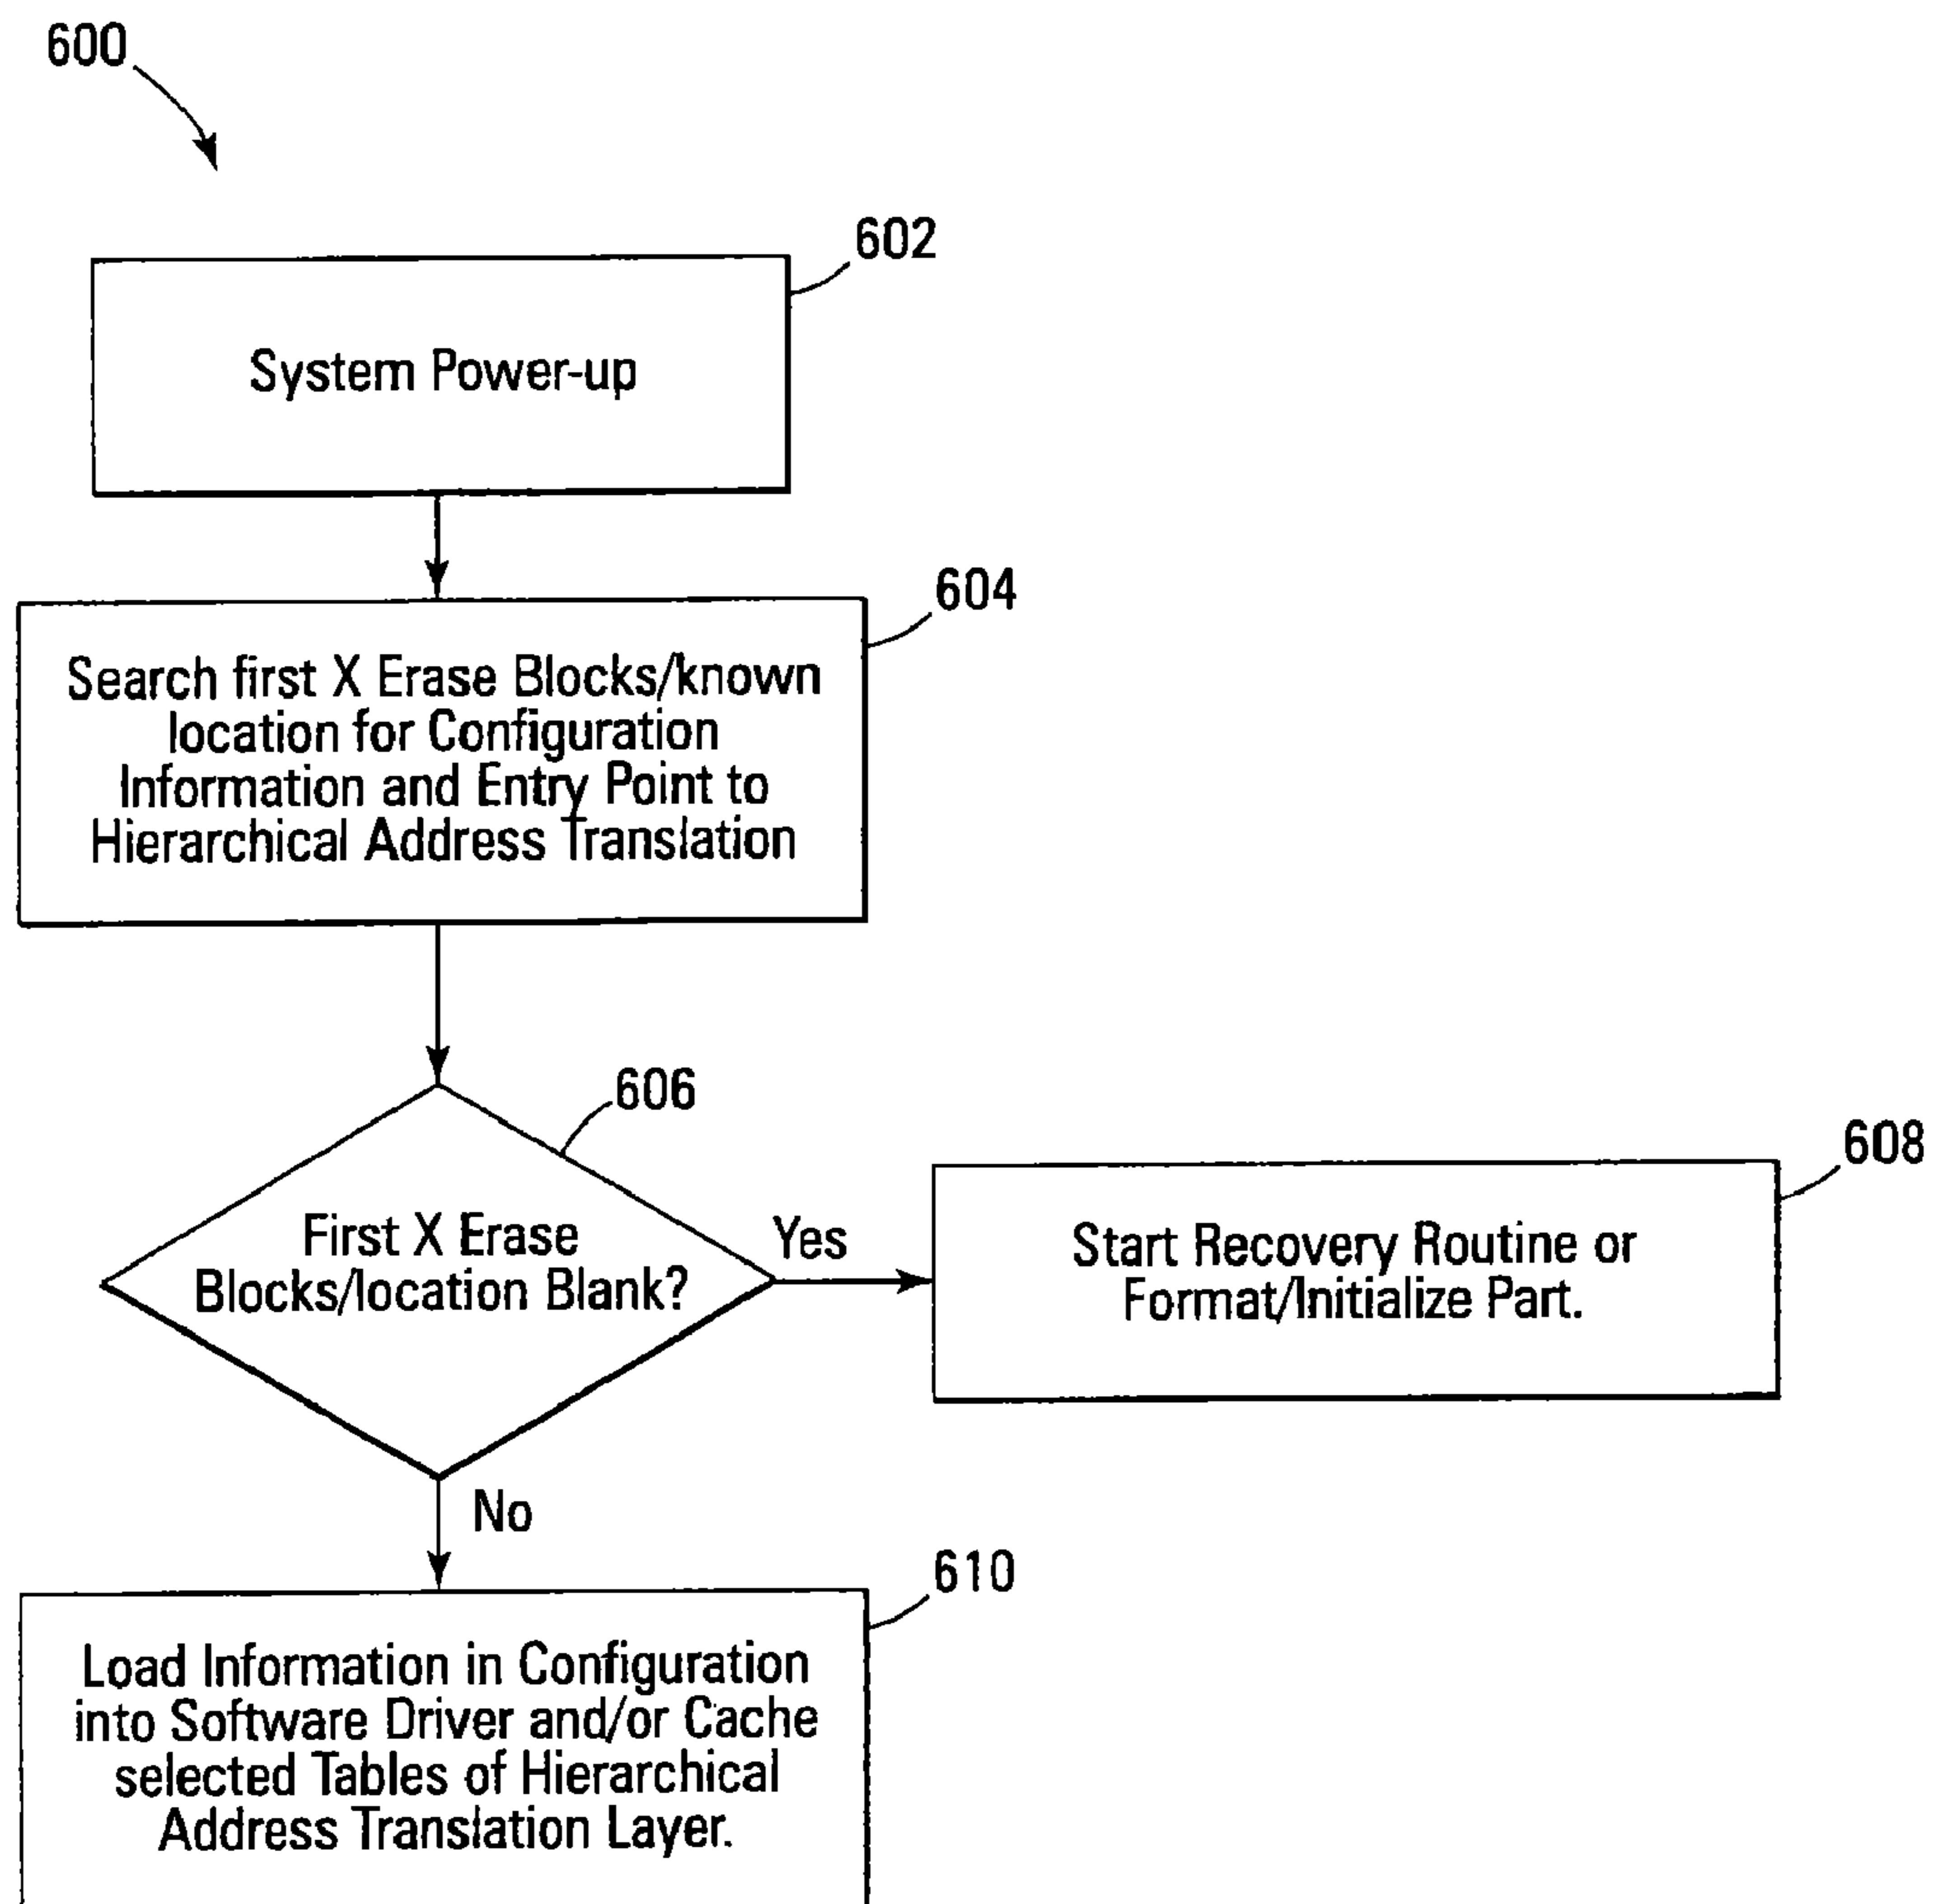 600
602
System Power-up
604
Search first X Erase Blocks/known
location for Configuration
Information and Entry Point to
Hierarchical Address Translation
606
First X Erase
Blocks/location Blank?
Yes
608
Start Recovery Routine or
Format/Initialize Part.
No
610
Load Information in Configuration
into Software Driver and/or Cache
selected Tables of Hierarchical
Address Translation Layer.